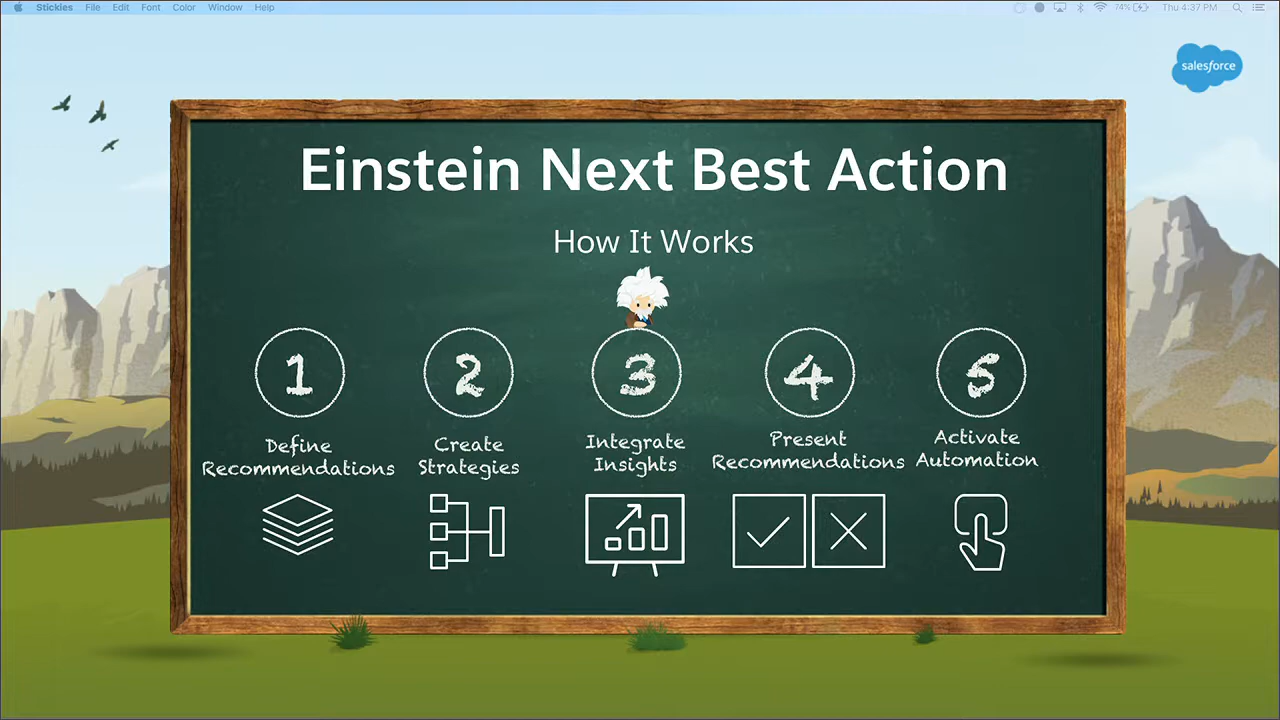 Stickies File Edit Font Color Window Help 74% Thu 4:37 PM
salesforce
Einstein Next Best Action
How It Works
1 2 3 4 5
Define
Recommendations
Create
Strategies
Integrate
Insights
Present
Recommendations
Activate
Automation